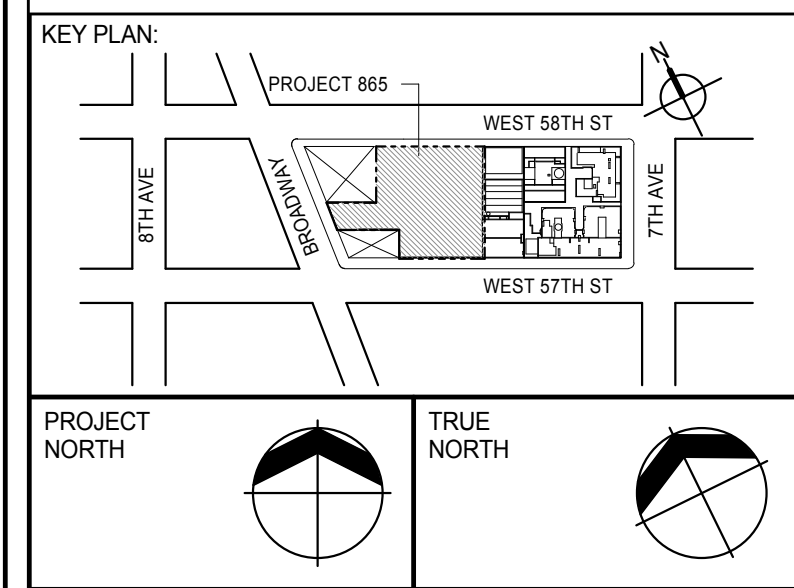 KEY PLAN:
N
PROJECT 865
WEST 58TH ST
8TH AVE
BROADWAY
7TH AVE
WEST 57TH ST
PROJECT
NORTH
TRUE
NORTH